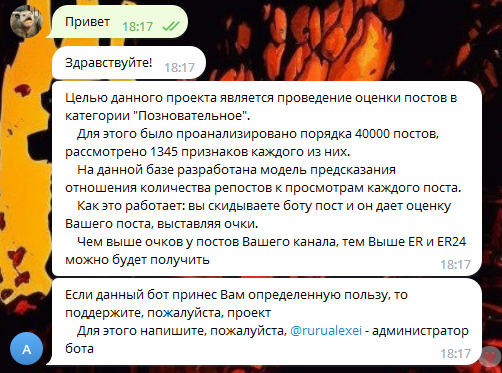 Привет
18:17
Здравствуйте!
18:17
Целью данного проекта является проведение оценки постов в
категории "Позновательное".
Для этого было проанализировано порядка 40000 постов,
рассмотрено 1345 признаков каждого из них.
На данной базе разработана модель предсказания
отношения количества репостов к просмотрам каждого поста.
Как это работает: вы скидываете боту пост и он дает оценку
Вашего поста, выставляя очки.
Чем выше очков у постов Вашего канала, тем Выше ER и ER24
можно будет получить
18:17
Если данный бот принес Вам определенную пользу, то
поддержите, пожалуйста, проект
Для этого напишите, пожалуйста, @rurualexei - администратор
бота
18:17
A